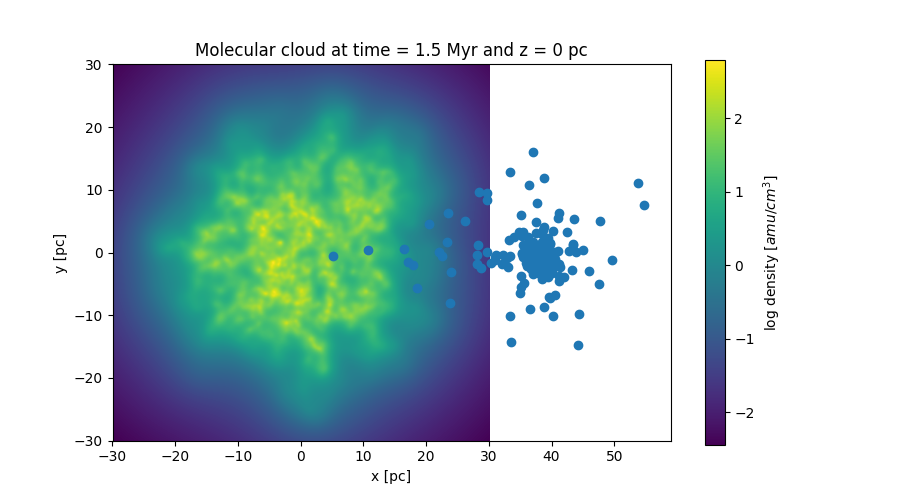 Molecular cloud at time = 1.5 Myr and z = 0 pc
30
20
10
0
−10
−20
−30
y [pc]
−30 −20 −10 0 10 20 30 40 50
x [pc]
2
1
0
−1
−2
log density [amu/cm³]